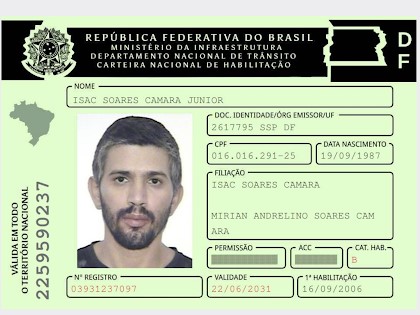 REPÚBLICA FEDERATIVA DO BRASIL
MINISTÉRIO DA INFRAESTRUTURA
DEPARTAMENTO NACIONAL DE TRÂNSITO
CARTEIRA NACIONAL DE HABILITAÇÃO
DF
NOME
ISAC SOARES CAMARA JUNIOR
DOC. IDENTIDADE/ÓRG EMISSOR/UF
2617795 SSP DF
CPF
016.016.291-25
DATA NASCIMENTO
19/09/1987
FILIAÇÃO
ISAC SOARES CAMARA
MIRIAN ANDRELINO SOARES CAM
ARA
PERMISSÃO
ACC
CAT. HAB.
B
Nº REGISTRO
03931237097
VALIDADE
22/06/2031
1ª HABILITAÇÃO
16/09/2006
VÁLIDA EM TODO
O TERRITÓRIO NACIONAL
2259590237